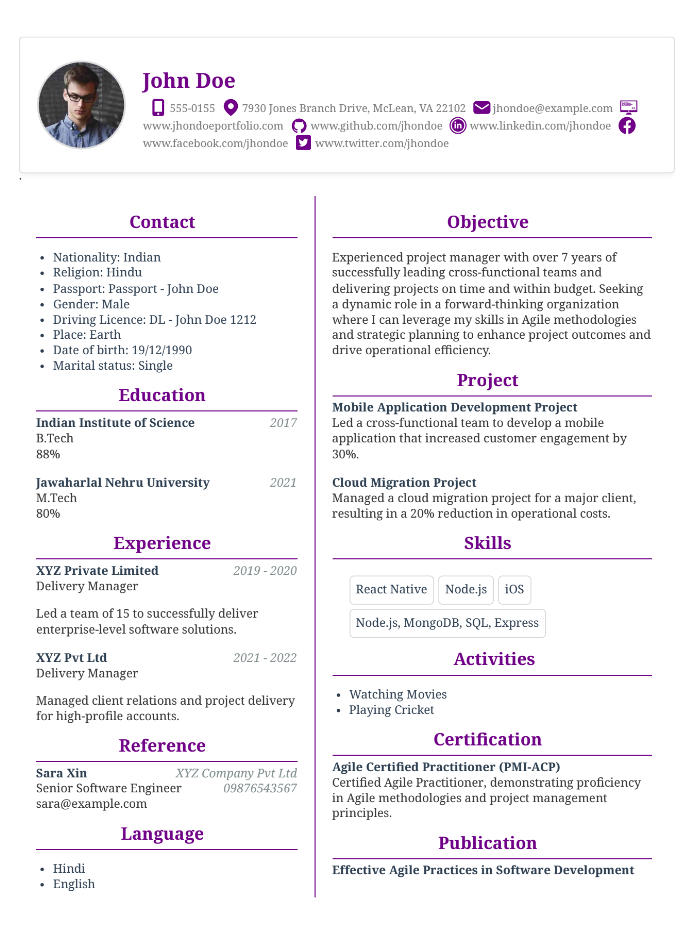 John Doe
555-0155 7930 Jones Branch Drive, McLean, VA 22102 jhondoe@example.com
www.jhondoeportfolio.com www.github.com/jhondoe www.linkedin.com/jhondoe
www.facebook.com/jhondoe www.twitter.com/jhondoe
.
Contact
• Nationality: Indian
• Religion: Hindu
• Passport: Passport - John Doe
• Gender: Male
• Driving Licence: DL - John Doe 1212
• Place: Earth
• Date of birth: 19/12/1990
• Marital status: Single
Education
Indian Institute of Science 2017
B.Tech
88%
Jawaharlal Nehru University 2021
M.Tech
80%
Experience
XYZ Private Limited 2019 - 2020
Delivery Manager
Led a team of 15 to successfully deliver
enterprise-level software solutions.
XYZ Pvt Ltd 2021 - 2022
Delivery Manager
Managed client relations and project delivery
for high-profile accounts.
Reference
Sara Xin XYZ Company Pvt Ltd
Senior Software Engineer 09876543567
sara@example.com
Language
• Hindi
• English
Objective
Experienced project manager with over 7 years of
successfully leading cross-functional teams and
delivering projects on time and within budget. Seeking
a dynamic role in a forward-thinking organization
where I can leverage my skills in Agile methodologies
and strategic planning to enhance project outcomes and
drive operational efficiency.
Project
Mobile Application Development Project
Led a cross-functional team to develop a mobile
application that increased customer engagement by
30%.
Cloud Migration Project
Managed a cloud migration project for a major client,
resulting in a 20% reduction in operational costs.
Skills
React Native Node.js iOS
Node.js, MongoDB, SQL, Express
Activities
• Watching Movies
• Playing Cricket
Certification
Agile Certified Practitioner (PMI-ACP)
Certified Agile Practitioner, demonstrating proficiency
in Agile methodologies and project management
principles.
Publication
Effective Agile Practices in Software Development